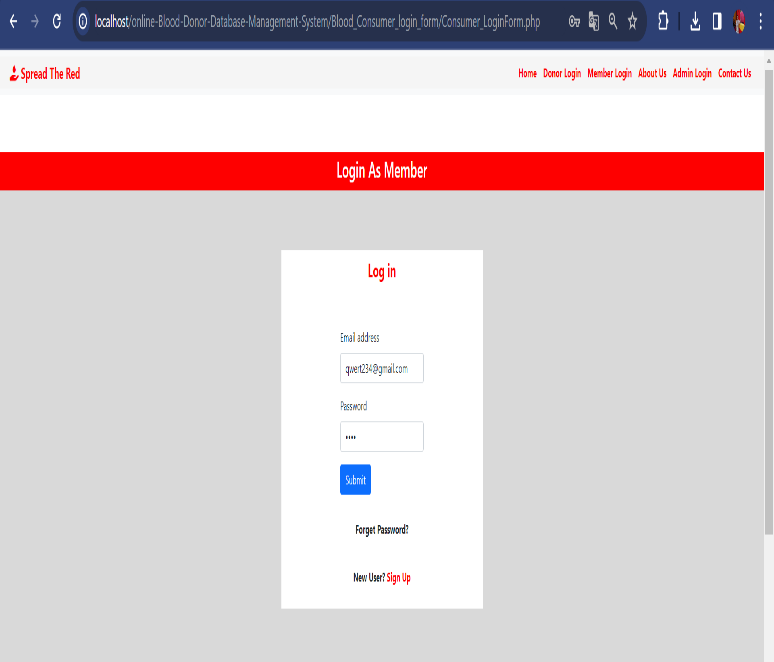 localhost/online-Blood-Donor-Database-Management-System/Blood_Consumer_login_form/Consumer_LoginForm.php
Spread The Red Home Donor Login Member Login About Us Admin Login Contact Us
Login As Member
Log in
Email address
qwert234@gmail.com
Password
••••
Submit
Forget Password?
New User? Sign Up